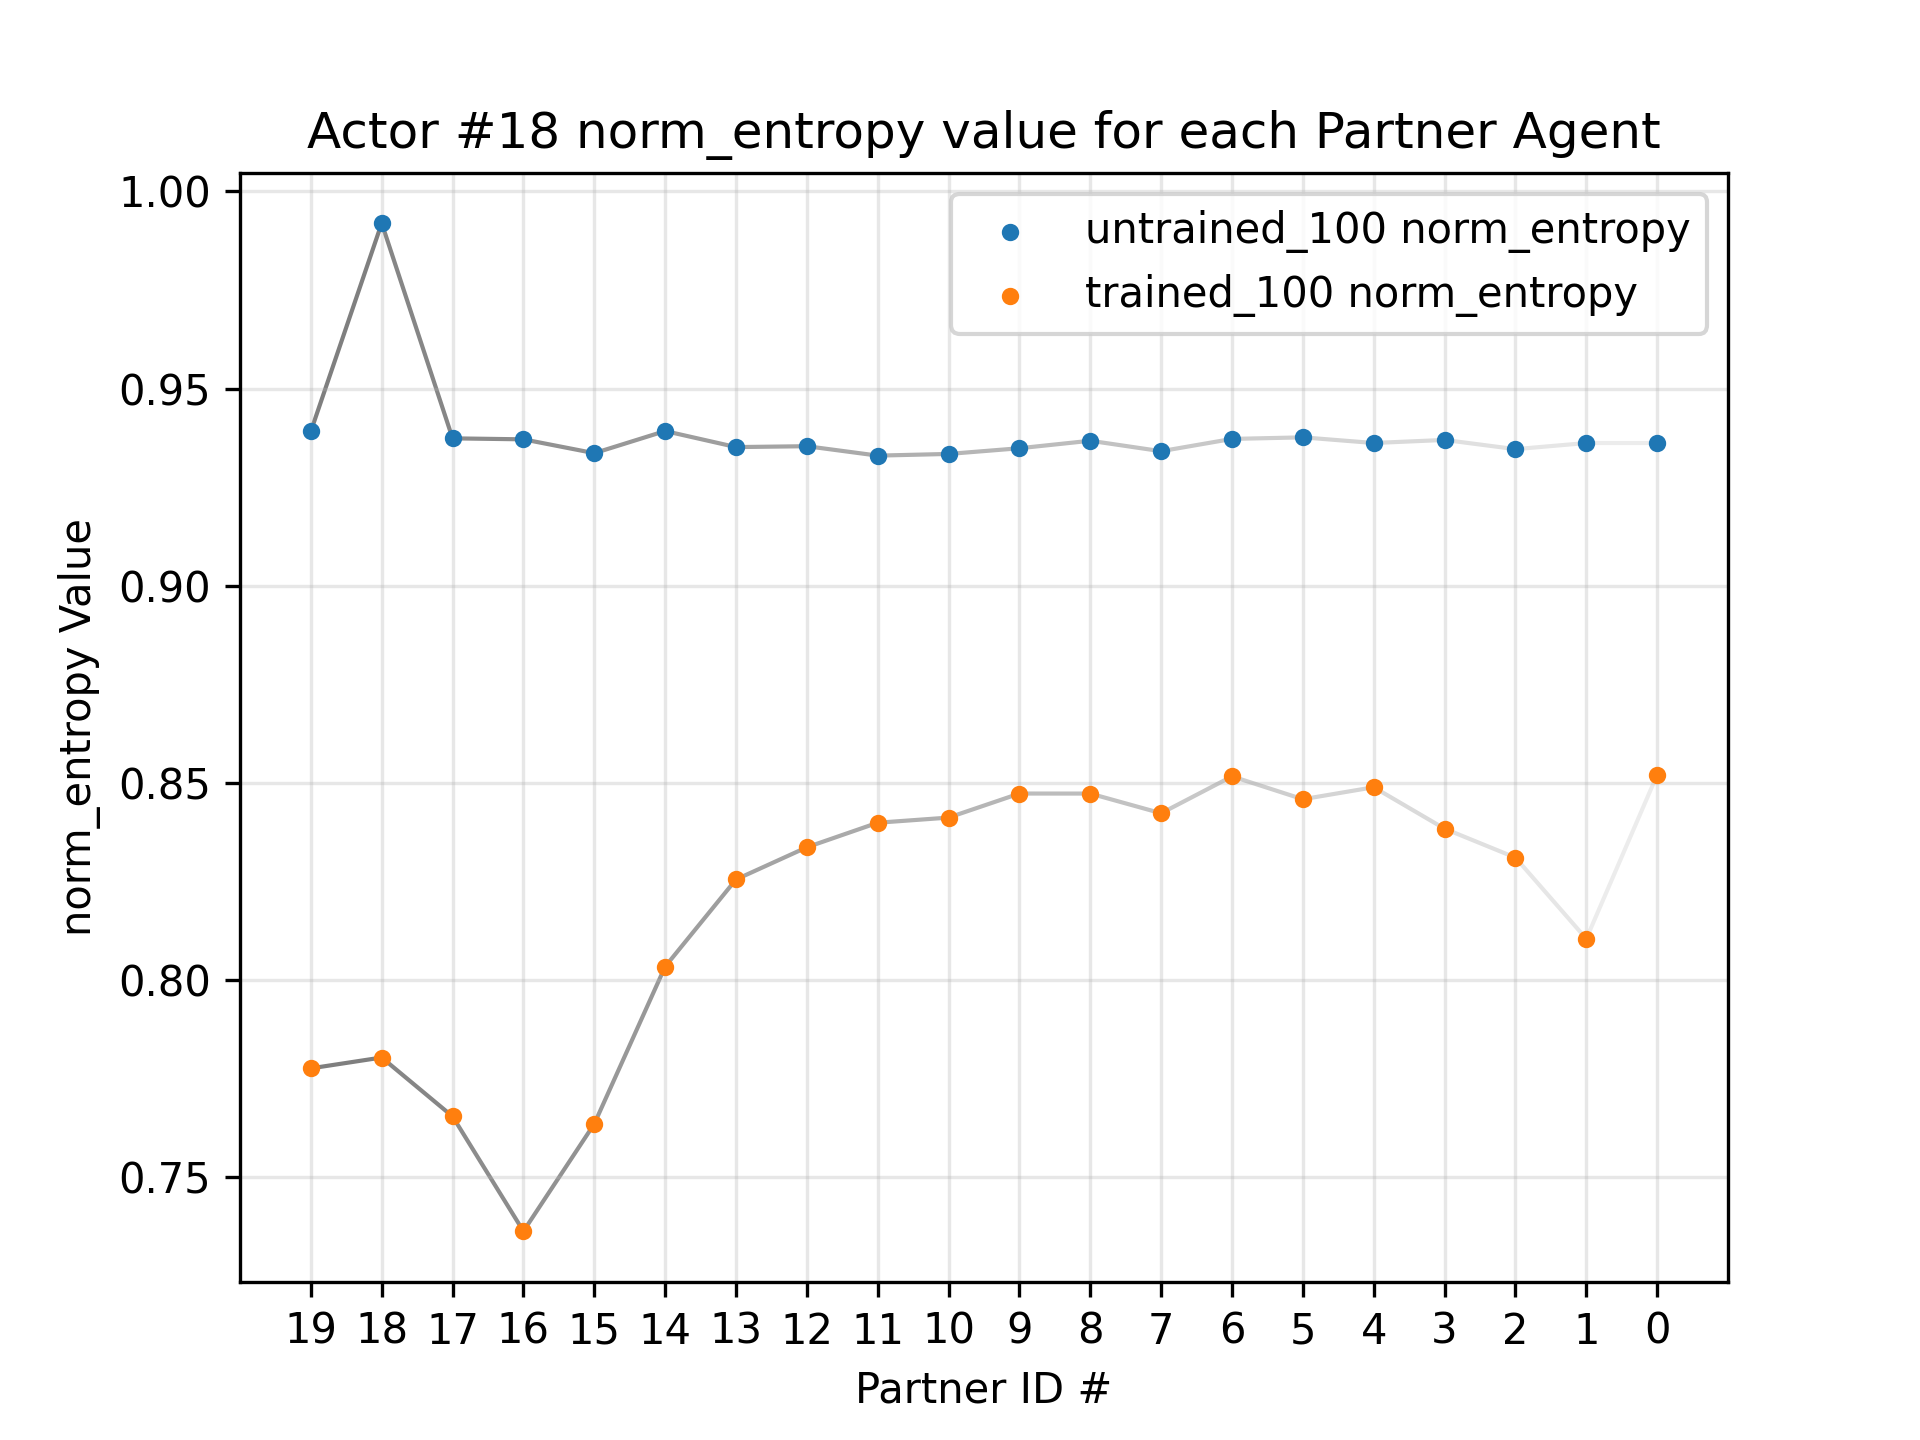 Actor #18 norm_entropy value for each Partner Agent
untrained_100 norm_entropy
trained_100 norm_entropy
norm_entropy Value
1.00
0.95
0.90
0.85
0.80
0.75
19 18 17 16 15 14 13 12 11 10 9 8 7 6 5 4 3 2 1 0
Partner ID #